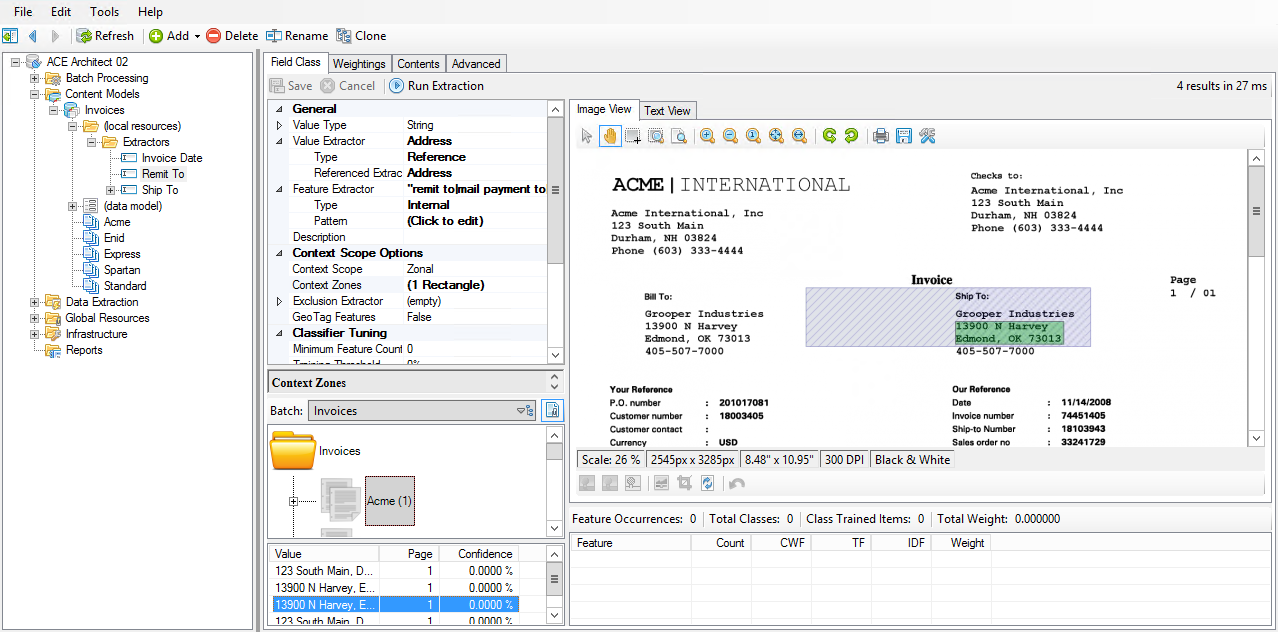 File Edit Tools Help
Refresh Add Delete Rename Clone
ACE Architect 02
Batch Processing
Content Models
Invoices
(local resources)
Extractors
Invoice Date
Remit To
Ship To
(data model)
Acme
Enid
Express
Spartan
Standard
Data Extraction
Global Resources
Infrastructure
Reports
Field Class Weightings Contents Advanced
Save Cancel Run Extraction 4 results in 27 ms
General
Value Type String
Value Extractor Address
Type Reference
Referenced Extrac Address
Feature Extractor "remit to|mail payment to
Type Internal
Pattern (Click to edit)
Description
Context Scope Options
Context Scope Zonal
Context Zones (1 Rectangle)
Exclusion Extractor (empty)
GeoTag Features False
Classifier Tuning
Minimum Feature Count 0
Training Threshold 0%
Context Zones
Batch: Invoices
Invoices
Acme (1)
Value Page Confidence
123 South Main, D... 1 0.0000 %
13900 N Harvey, E... 1 0.0000 %
13900 N Harvey, E... 1 0.0000 %
123 South Main, D... 1 0.0000 %
Image View Text View
ACME | INTERNATIONAL
Acme International, Inc
123 South Main
Durham, NH 03824
Phone (603) 333-4444
Checks to:
Acme International, Inc
123 South Main
Durham, NH 03824
Phone (603) 333-4444
Invoice
Page
1 / 01
Bill To:
Grooper Industries
13900 N Harvey
Edmond, OK 73013
405-507-7000
Ship To:
Grooper Industries
13900 N Harvey
Edmond, OK 73013
405-507-7000
Your Reference
P.O. number : 201017081
Customer number : 18003405
Customer contact :
Currency : USD
Our Reference
Date : 11/14/2008
Invoice number : 74451405
Ship-to Number : 18103943
Sales order no : 33241729
Scale: 26 % 2545px x 3285px 8.48" x 10.95" 300 DPI Black & White
Feature Occurrences: 0 Total Classes: 0 Class Trained Items: 0 Total Weight: 0.000000
Feature Count CWF TF IDF Weight